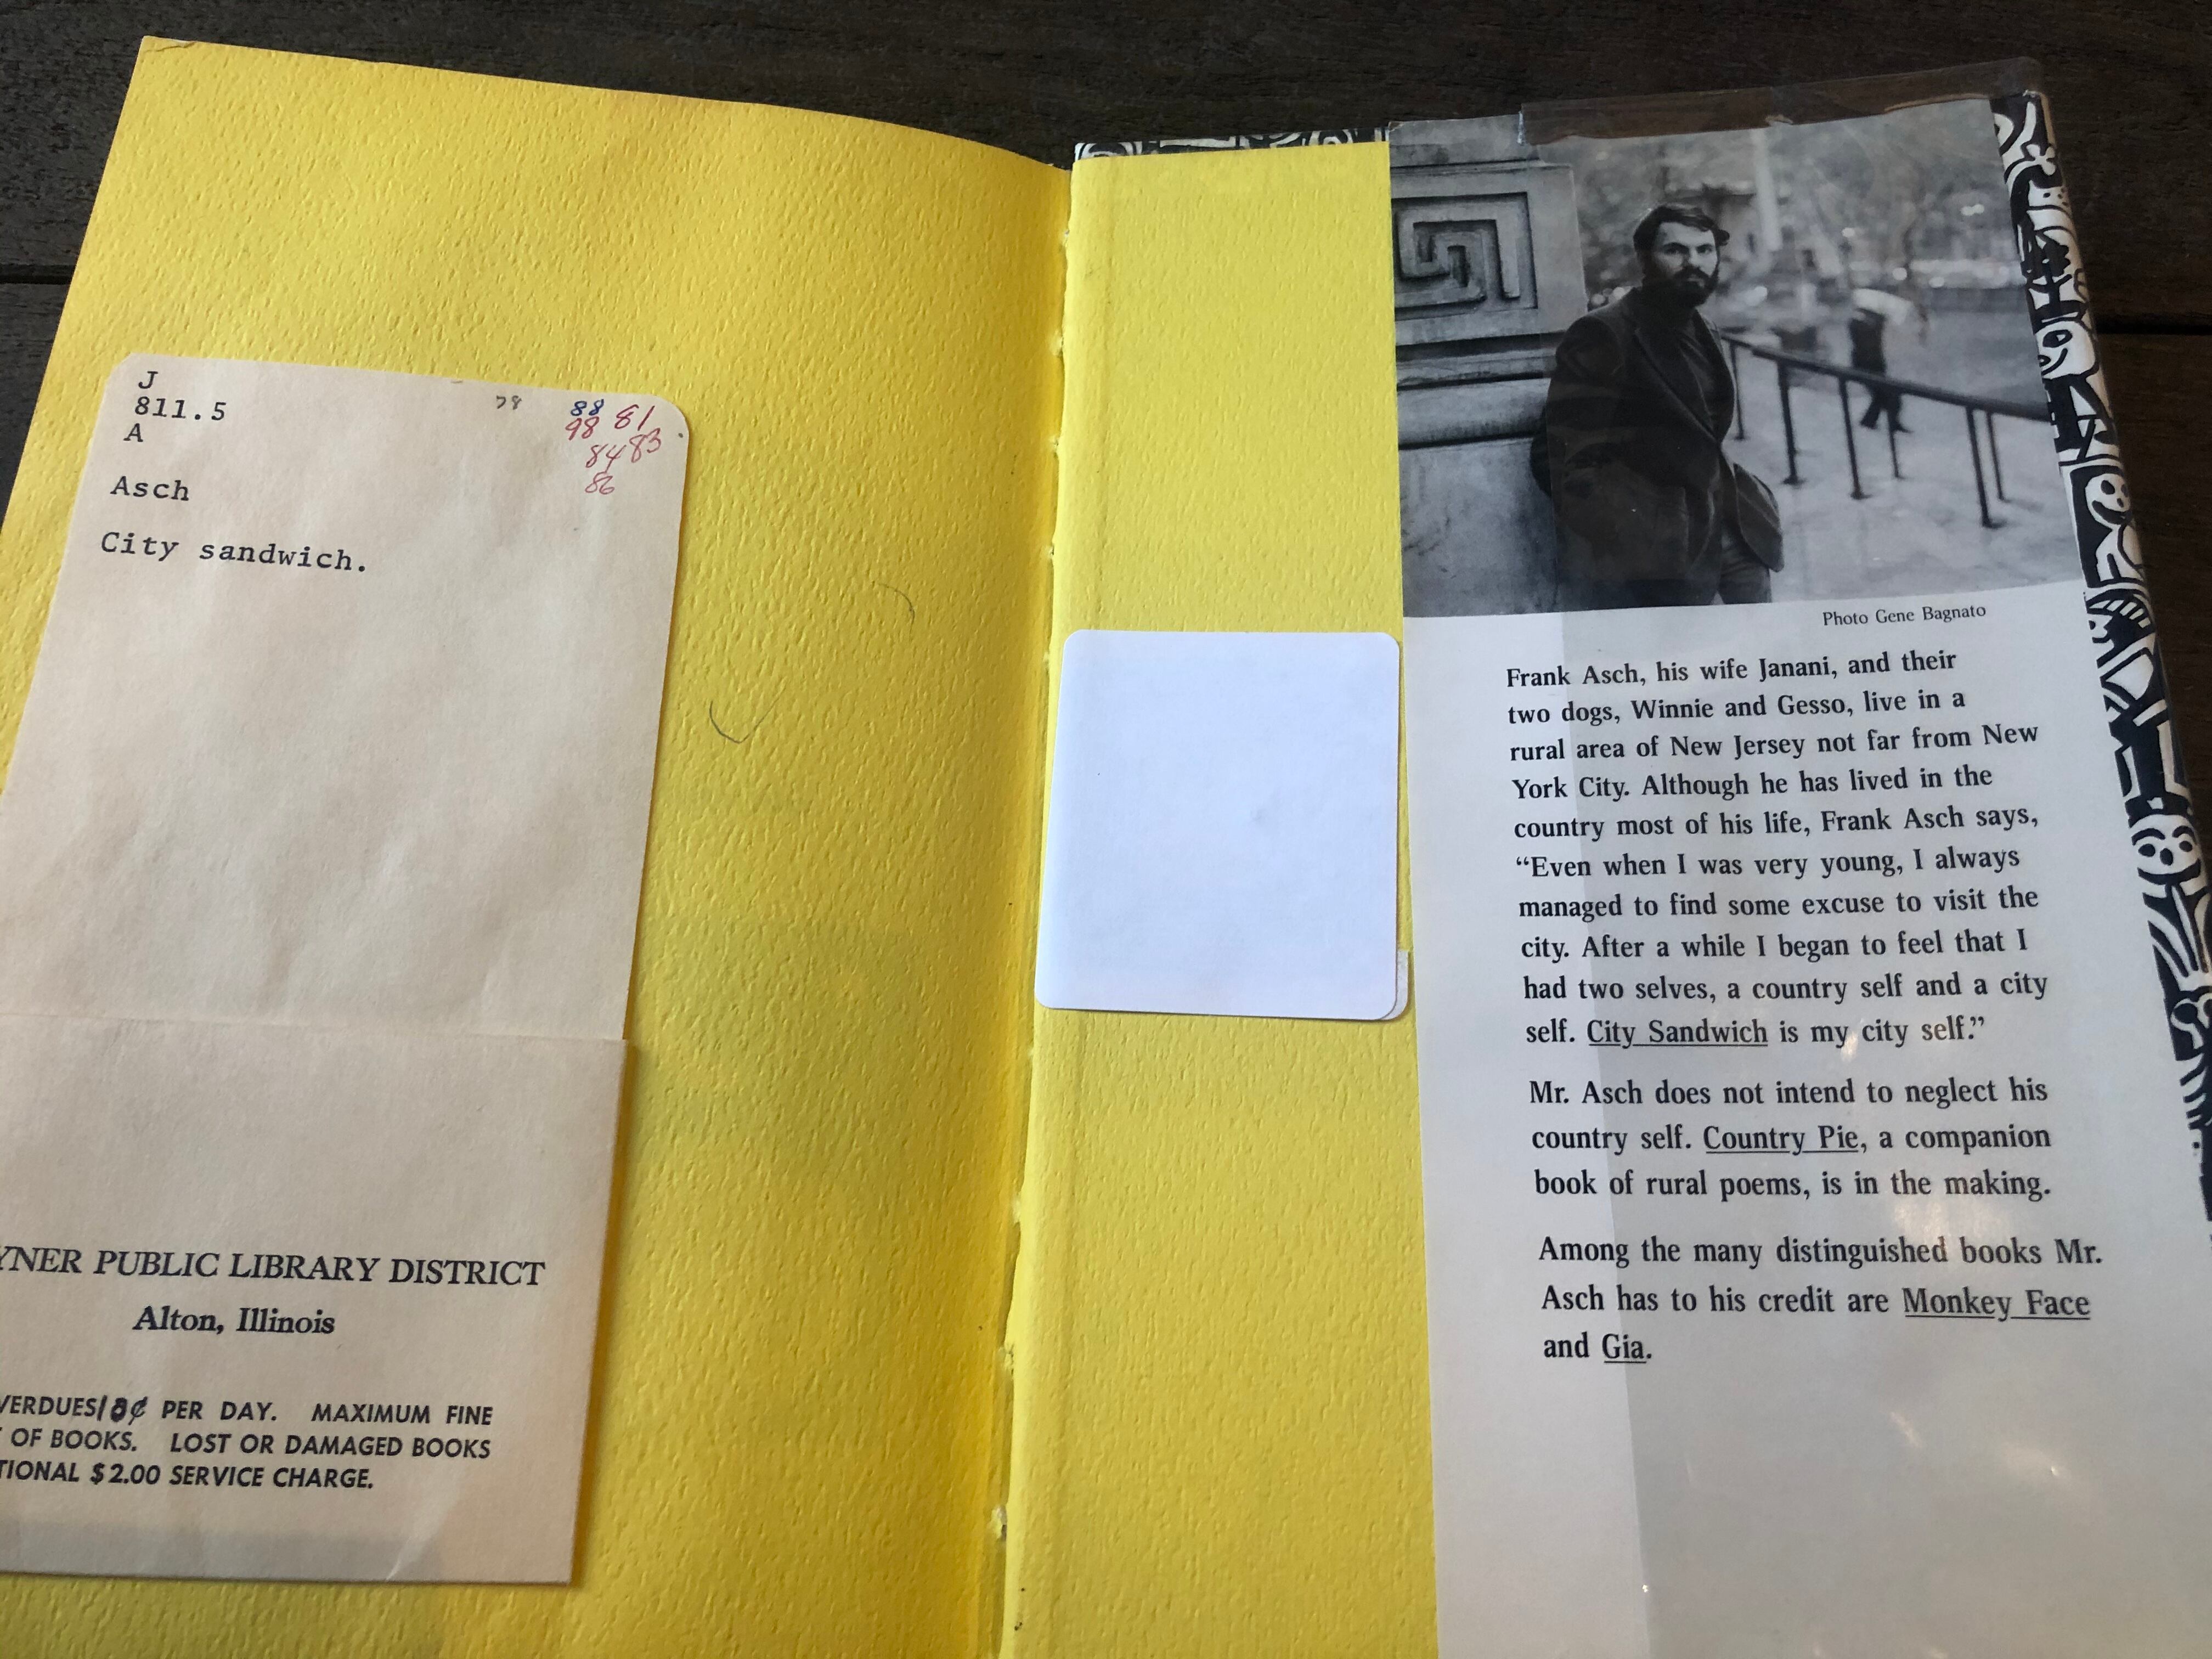 J
811.5
A
78
88 81
98
84 83
86
Asch
City sandwich.
YNER PUBLIC LIBRARY DISTRICT
Alton, Illinois
VERDUES/ ¢ PER DAY. MAXIMUM FINE
OF BOOKS. LOST OR DAMAGED BOOKS
TIONAL $2.00 SERVICE CHARGE.
Photo Gene Bagnato
Frank Asch, his wife Janani, and their
two dogs, Winnie and Gesso, live in a
rural area of New Jersey not far from New
York City. Although he has lived in the
country most of his life, Frank Asch says,
“Even when I was very young, I always
managed to find some excuse to visit the
city. After a while I began to feel that I
had two selves, a country self and a city
self. City Sandwich is my city self.”
Mr. Asch does not intend to neglect his
country self. Country Pie, a companion
book of rural poems, is in the making.
Among the many distinguished books Mr.
Asch has to his credit are Monkey Face
and Gia.